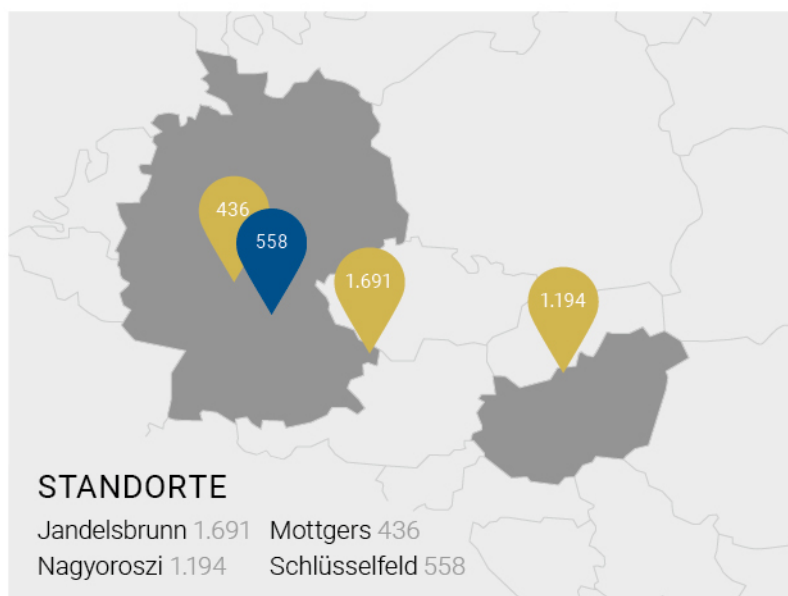 436
558
1.691
1.194
STANDORTE
Jandelsbrunn 1.691 Mottgers 436
Nagyoroszi 1.194 Schlüsselfeld 558